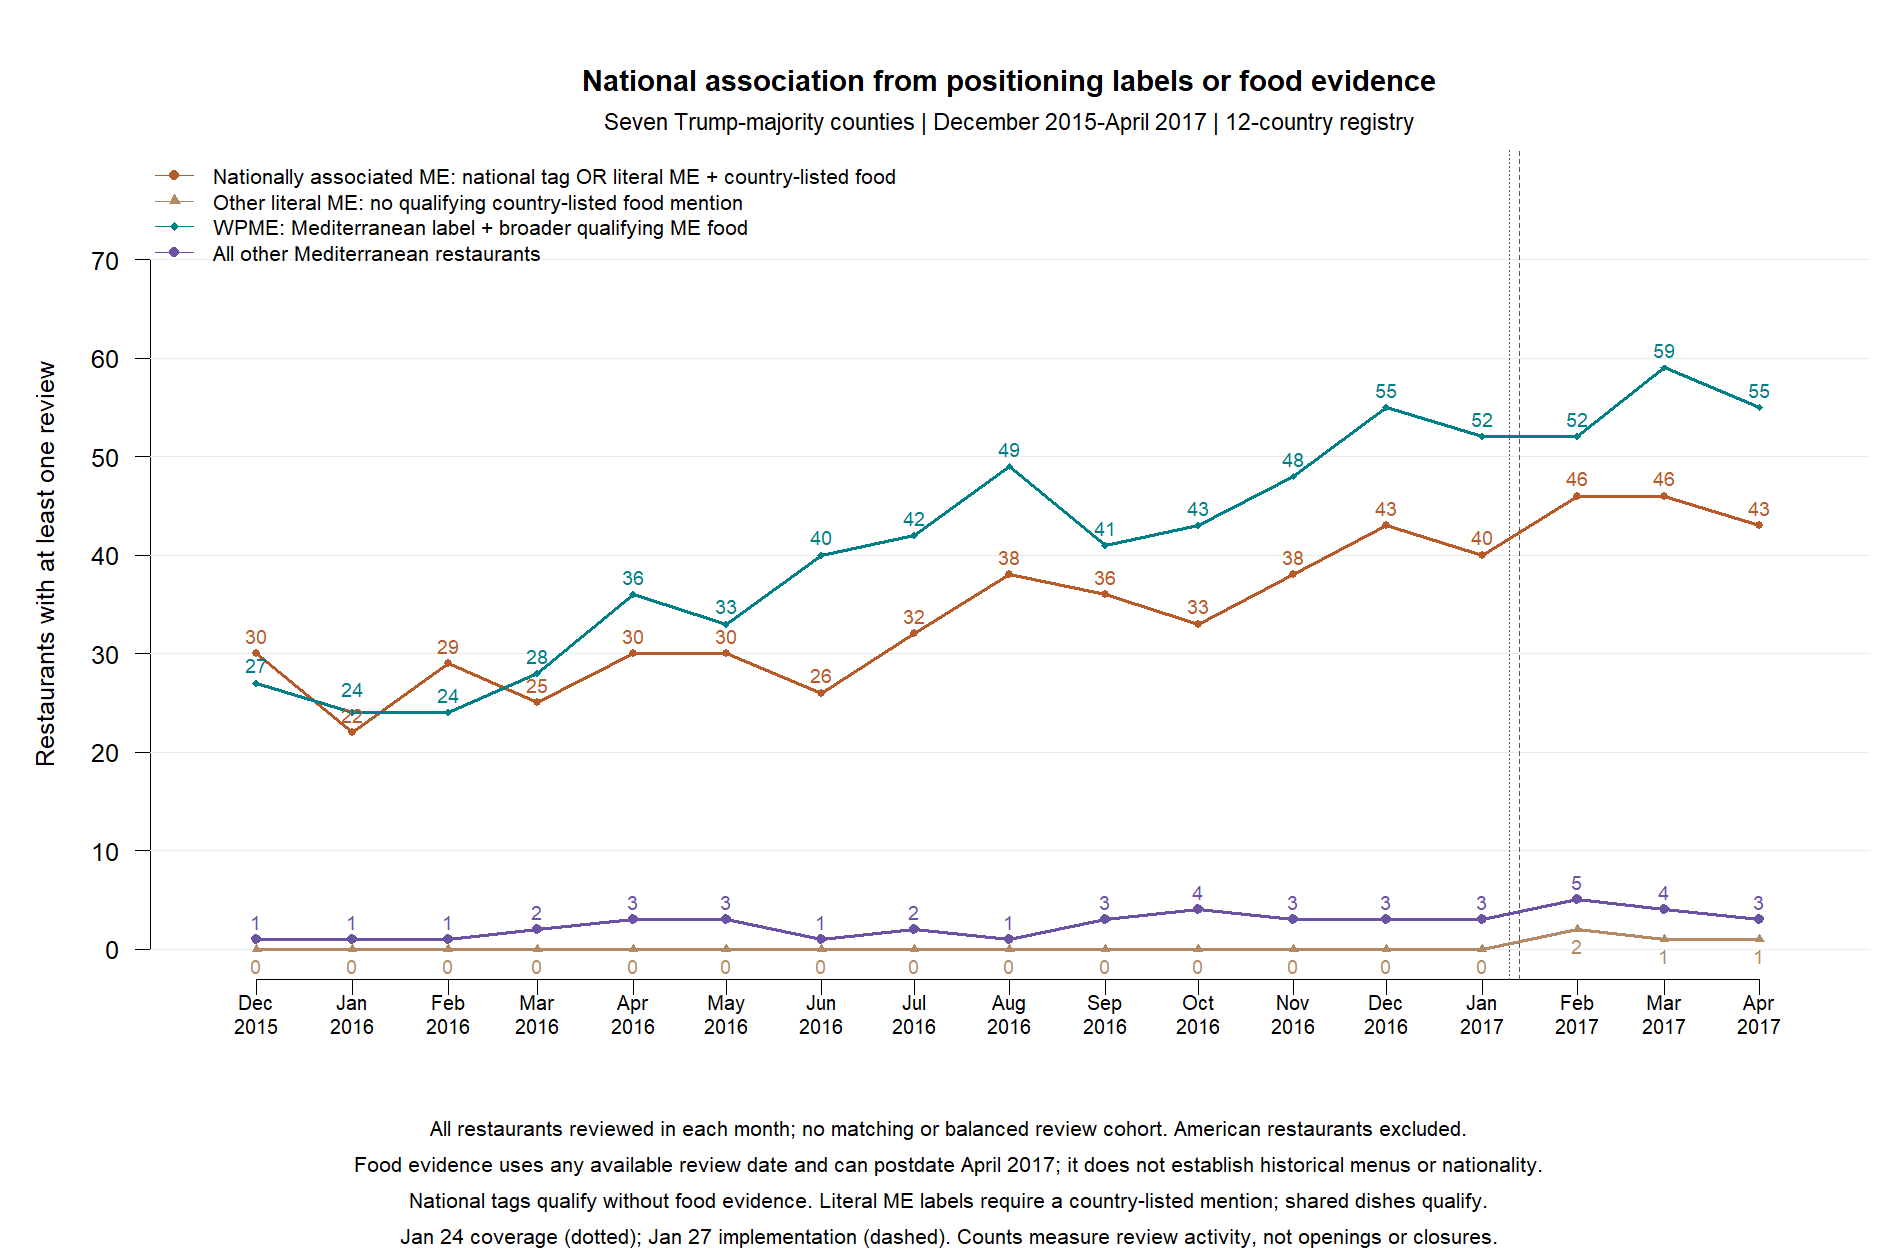 National association from positioning labels or food evidence
Seven Trump-majority counties | December 2015-April 2017 | 12-country registry
Nationally associated ME: national tag OR literal ME + country-listed food
Other literal ME: no qualifying country-listed food mention
WPME: Mediterranean label + broader qualifying ME food
All other Mediterranean restaurants
Restaurants with at least one review
70
60
50
40
30
20
10
0
30 22 29 25 30 30 26 32 38 36 33 38 43 40 46 46 43
27 24 24 28 36 33 40 42 49 41 43 48 55 52 52 59 55
1 1 1 2 3 3 1 2 1 3 4 3 3 3 5 4 3
0 0 0 0 0 0 0 0 0 0 0 0 0 0 2 1 1
Dec Jan Feb Mar Apr May Jun Jul Aug Sep Oct Nov Dec Jan Feb Mar Apr
2015 2016 2016 2016 2016 2016 2016 2016 2016 2016 2016 2016 2016 2017 2017 2017 2017
All restaurants reviewed in each month; no matching or balanced review cohort. American restaurants excluded.
Food evidence uses any available review date and can postdate April 2017; it does not establish historical menus or nationality.
National tags qualify without food evidence. Literal ME labels require a country-listed mention; shared dishes qualify.
Jan 24 coverage (dotted); Jan 27 implementation (dashed). Counts measure review activity, not openings or closures.